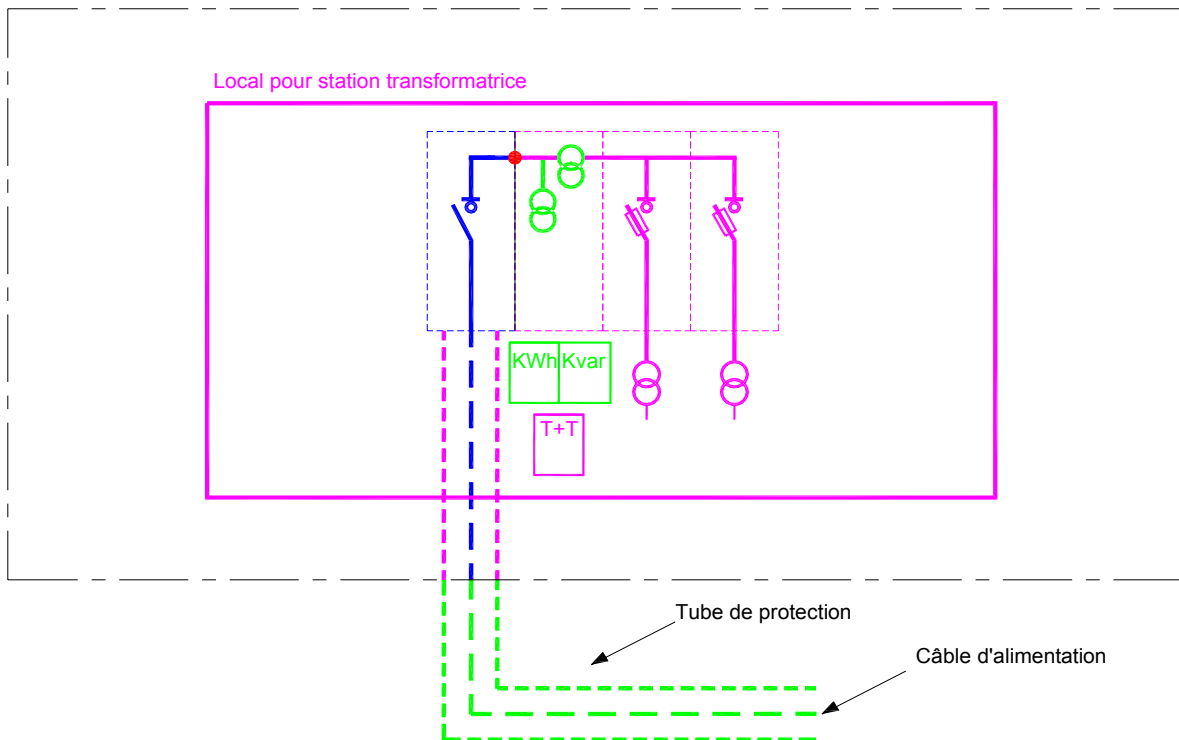 Local pour station transformatrice
KWh Kvar
T+T
Tube de protection
Câble d'alimentation